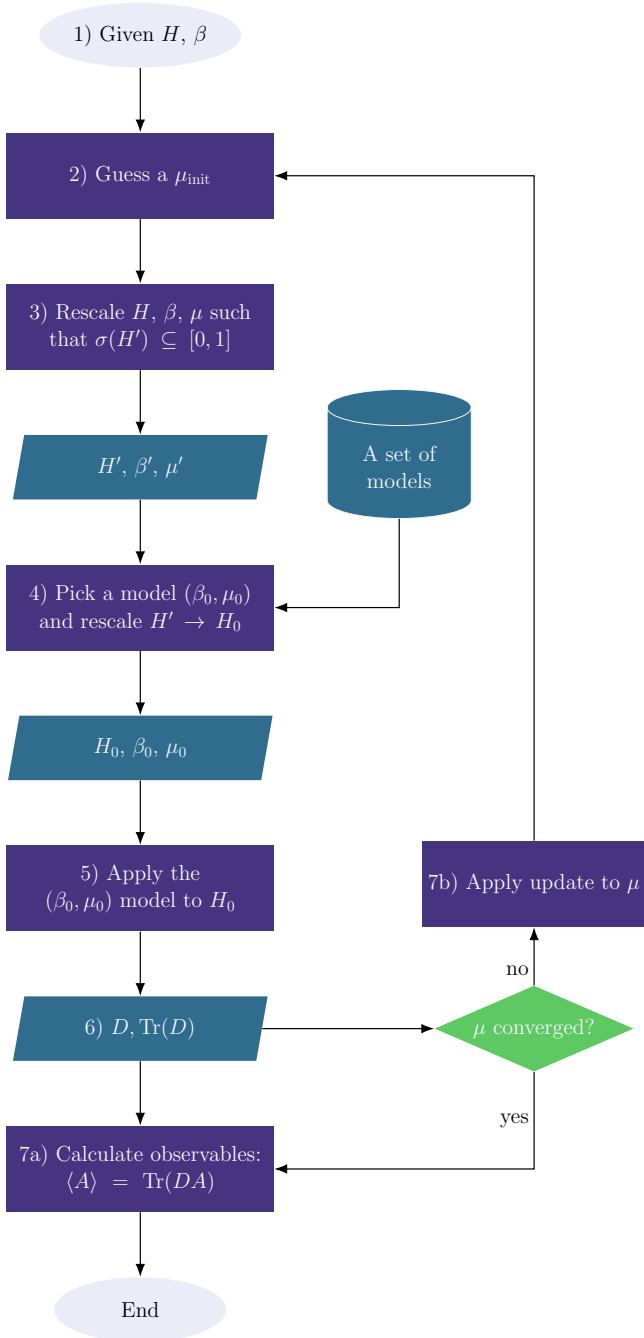 1) Given H, β
2) Guess a μ_init
3) Rescale H, β, μ such
that σ(H′) ⊆ [0, 1]
H′, β′, μ′
A set of
models
4) Pick a model (β₀, μ₀)
and rescale H′ → H₀
H₀, β₀, μ₀
5) Apply the
(β₀, μ₀) model to H₀
7b) Apply update to μ
no
6) D, Tr(D)
μ converged?
yes
7a) Calculate observables:
⟨A⟩ = Tr(DA)
End